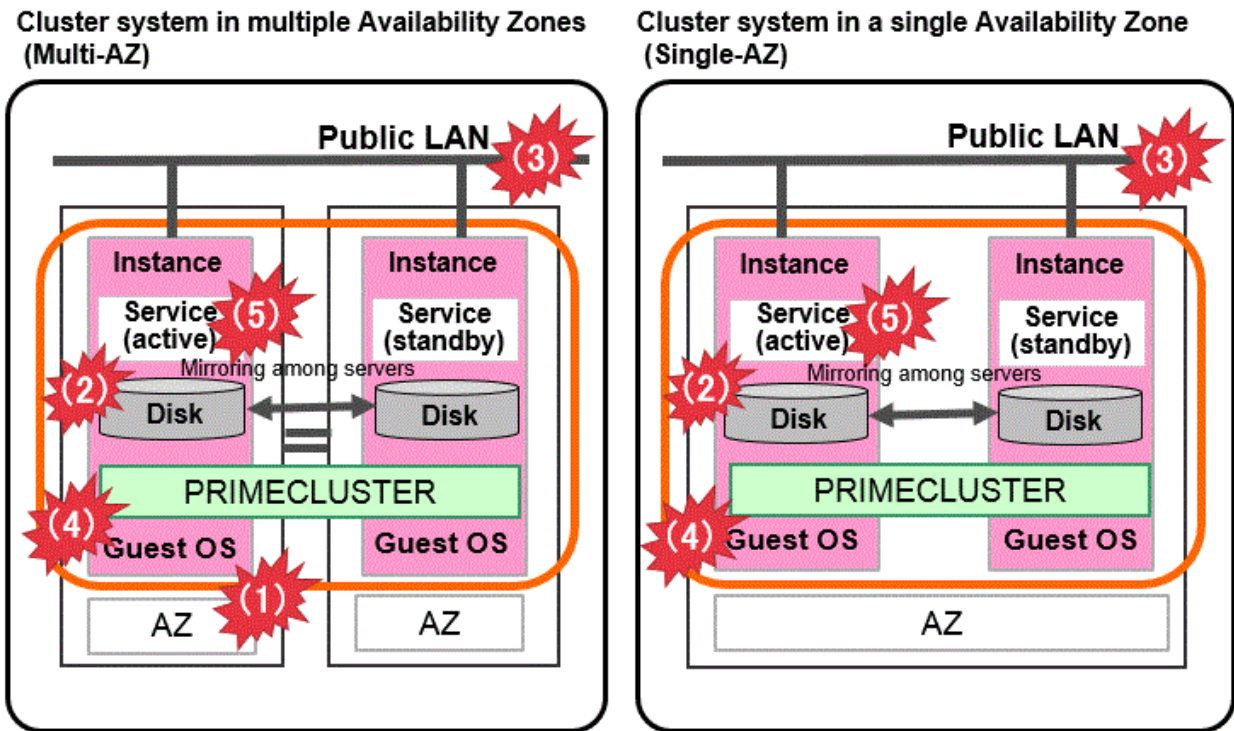 Cluster system in multiple Availability Zones
(Multi-AZ)
Public LAN
(3)
Instance
Instance
Service
(active)
(5)
Service
(standby)
Mirroring among servers
(2)
Disk
Disk
PRIMECLUSTER
(4)
Guest OS
Guest OS
(1)
AZ
AZ
Cluster system in a single Availability Zone
(Single-AZ)
Public LAN
(3)
Instance
Instance
Service
(active)
(5)
Service
(standby)
Mirroring among servers
(2)
Disk
Disk
PRIMECLUSTER
(4)
Guest OS
Guest OS
AZ